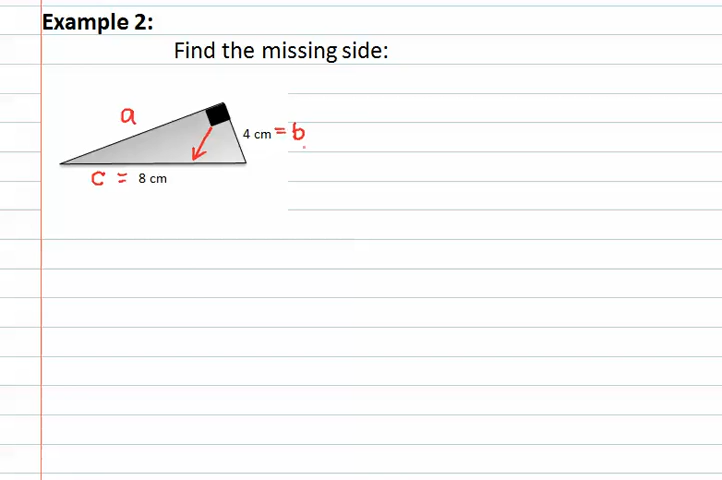 Example 2:
Find the missing side:
a
4 cm = b
c = 8 cm